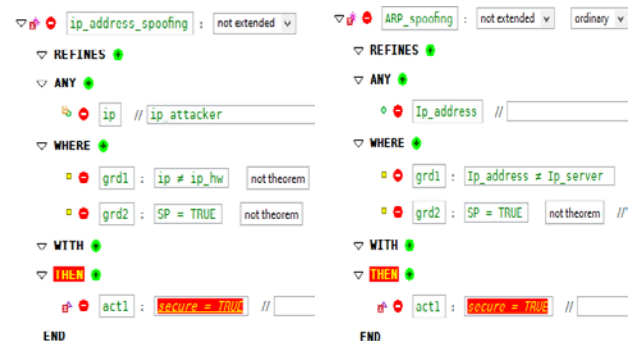 ip_address_spoofing : not extended
REFINES
ANY
ip // ip_attacker
WHERE
grd1 : ip ≠ ip_hw not theorem
grd2 : SP = TRUE not theorem
WITH
THEN
act1 : secure = TRUE //
END
ARP_spoofing : not extended ordinary
REFINES
ANY
Ip_address //
WHERE
grd1 : Ip_address ≠ Ip_server
grd2 : SP = TRUE not theorem //
WITH
THEN
act1 : secure = TRUE //
END